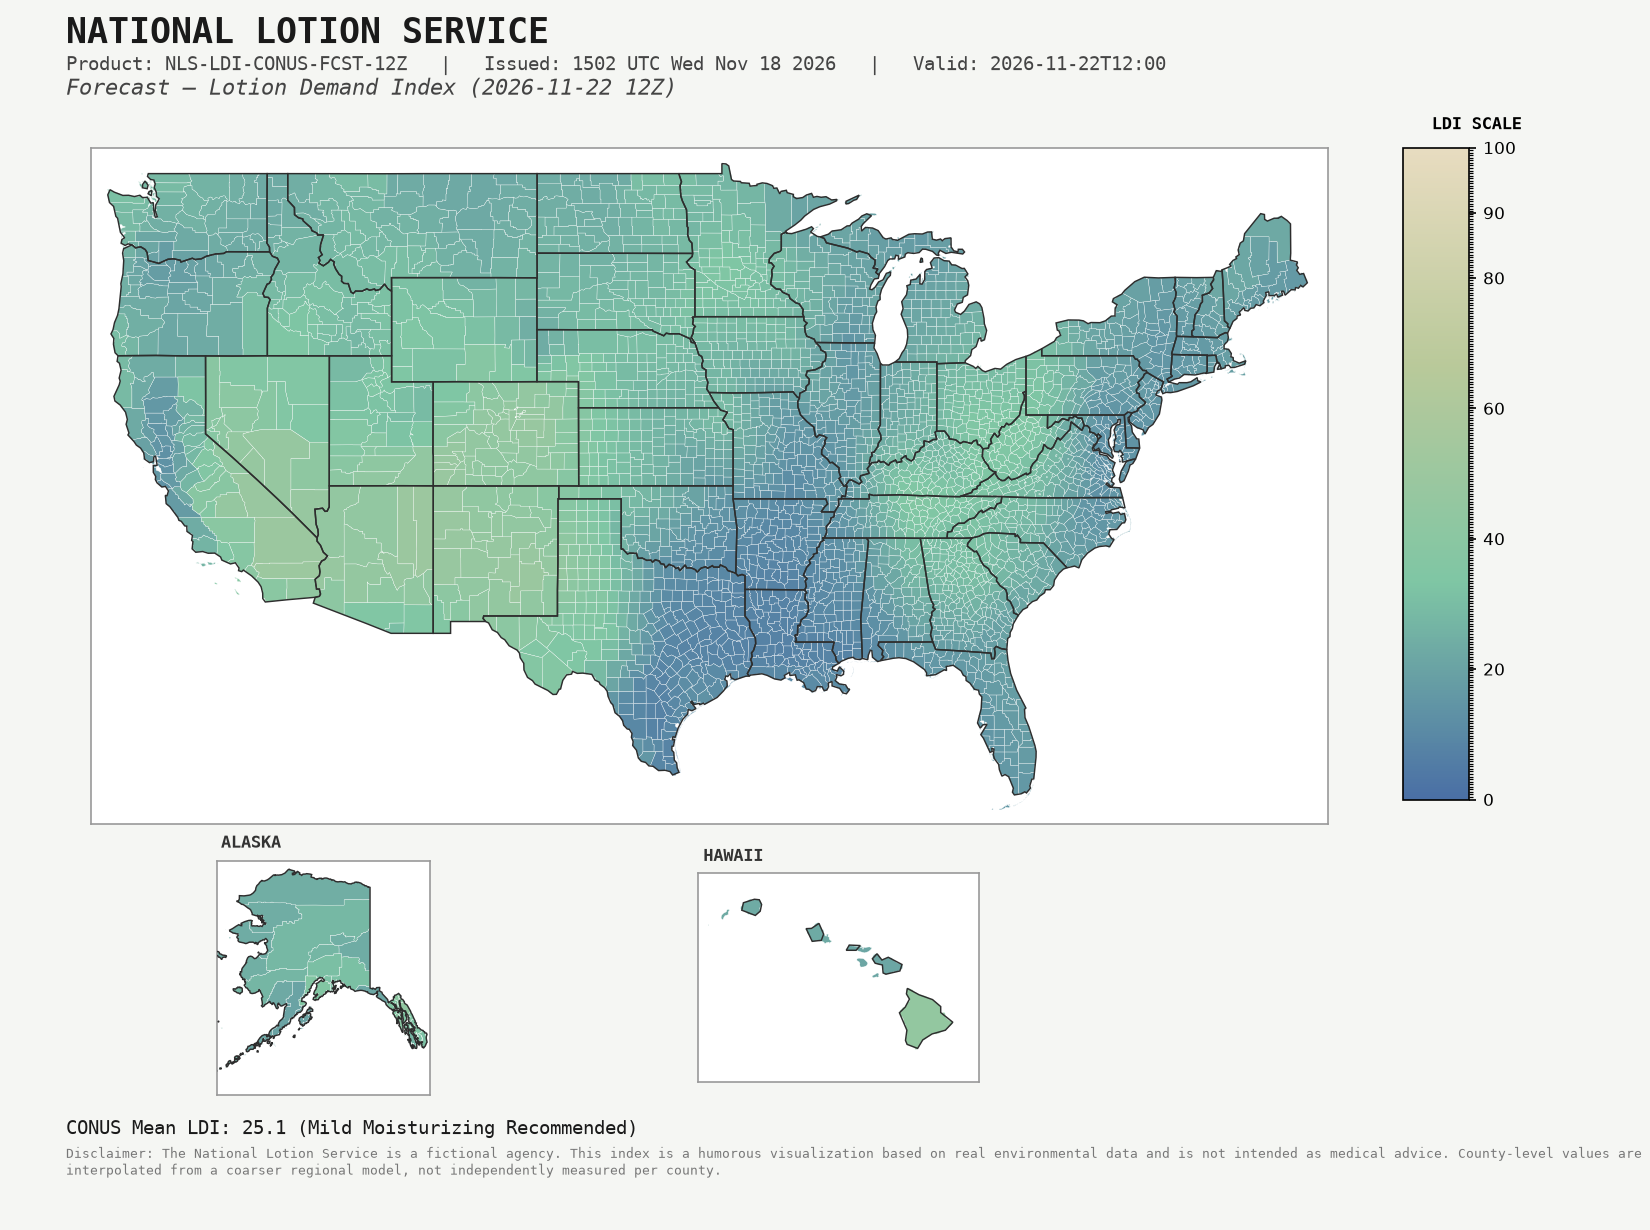 NATIONAL LOTION SERVICE
Product: NLS-LDI-CONUS-FCST-12Z | Issued: 1502 UTC Wed Nov 18 2026 | Valid: 2026-11-22T12:00
Forecast — Lotion Demand Index (2026-11-22 12Z)
LDI SCALE
100
90
80
60
40
20
0
ALASKA
HAWAII
CONUS Mean LDI: 25.1 (Mild Moisturizing Recommended)
Disclaimer: The National Lotion Service is a fictional agency. This index is a humorous visualization based on real environmental data and is not intended as medical advice. County-level values are
interpolated from a coarser regional model, not independently measured per county.